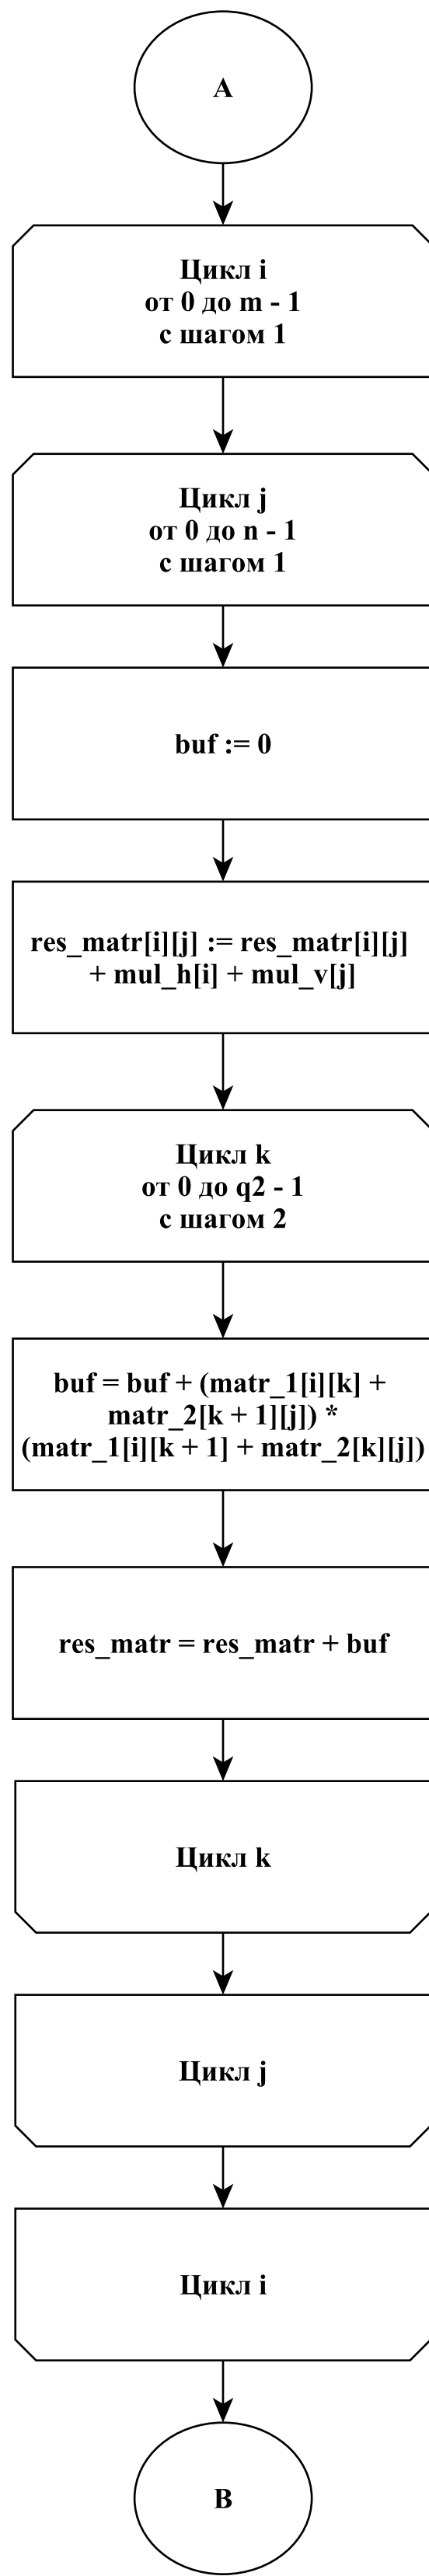 A
Цикл i
от 0 до m - 1
с шагом 1
Цикл j
от 0 до n - 1
с шагом 1
buf := 0
res_matr[i][j] := res_matr[i][j]
+ mul_h[i] + mul_v[j]
Цикл k
от 0 до q2 - 1
с шагом 2
buf = buf + (matr_1[i][k] +
matr_2[k + 1][j]) *
(matr_1[i][k + 1] + matr_2[k][j])
res_matr = res_matr + buf
Цикл k
Цикл j
Цикл i
B